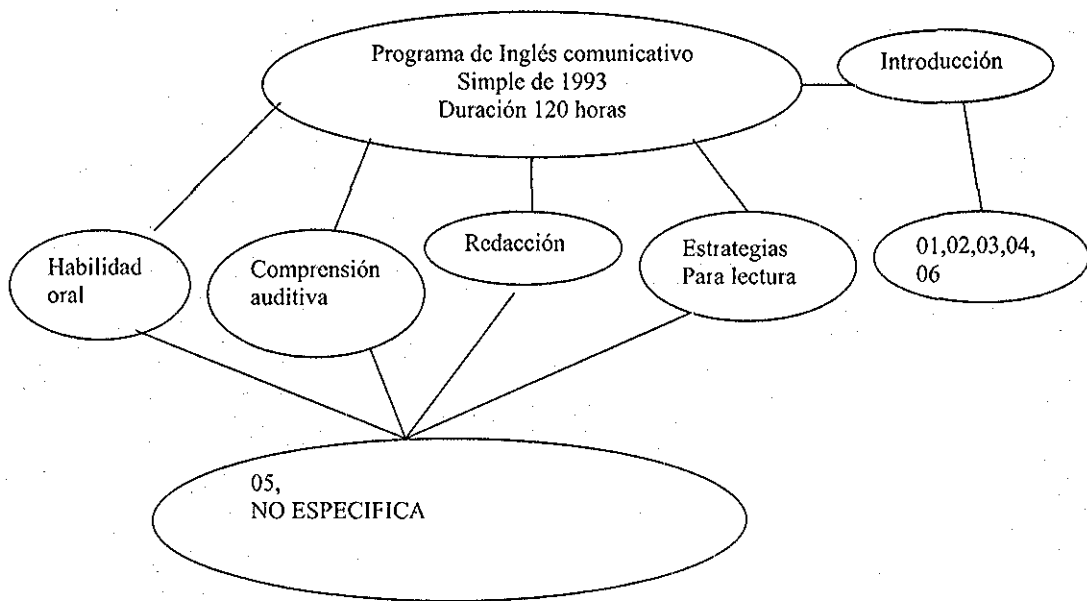 Programa de Inglés comunicativo
Simple de 1993
Duración 120 horas
Introducción
Habilidad
oral
Comprensión
auditiva
Redacción
Estrategias
Para lectura
01,02,03,04,
06
05,
NO ESPECIFICA